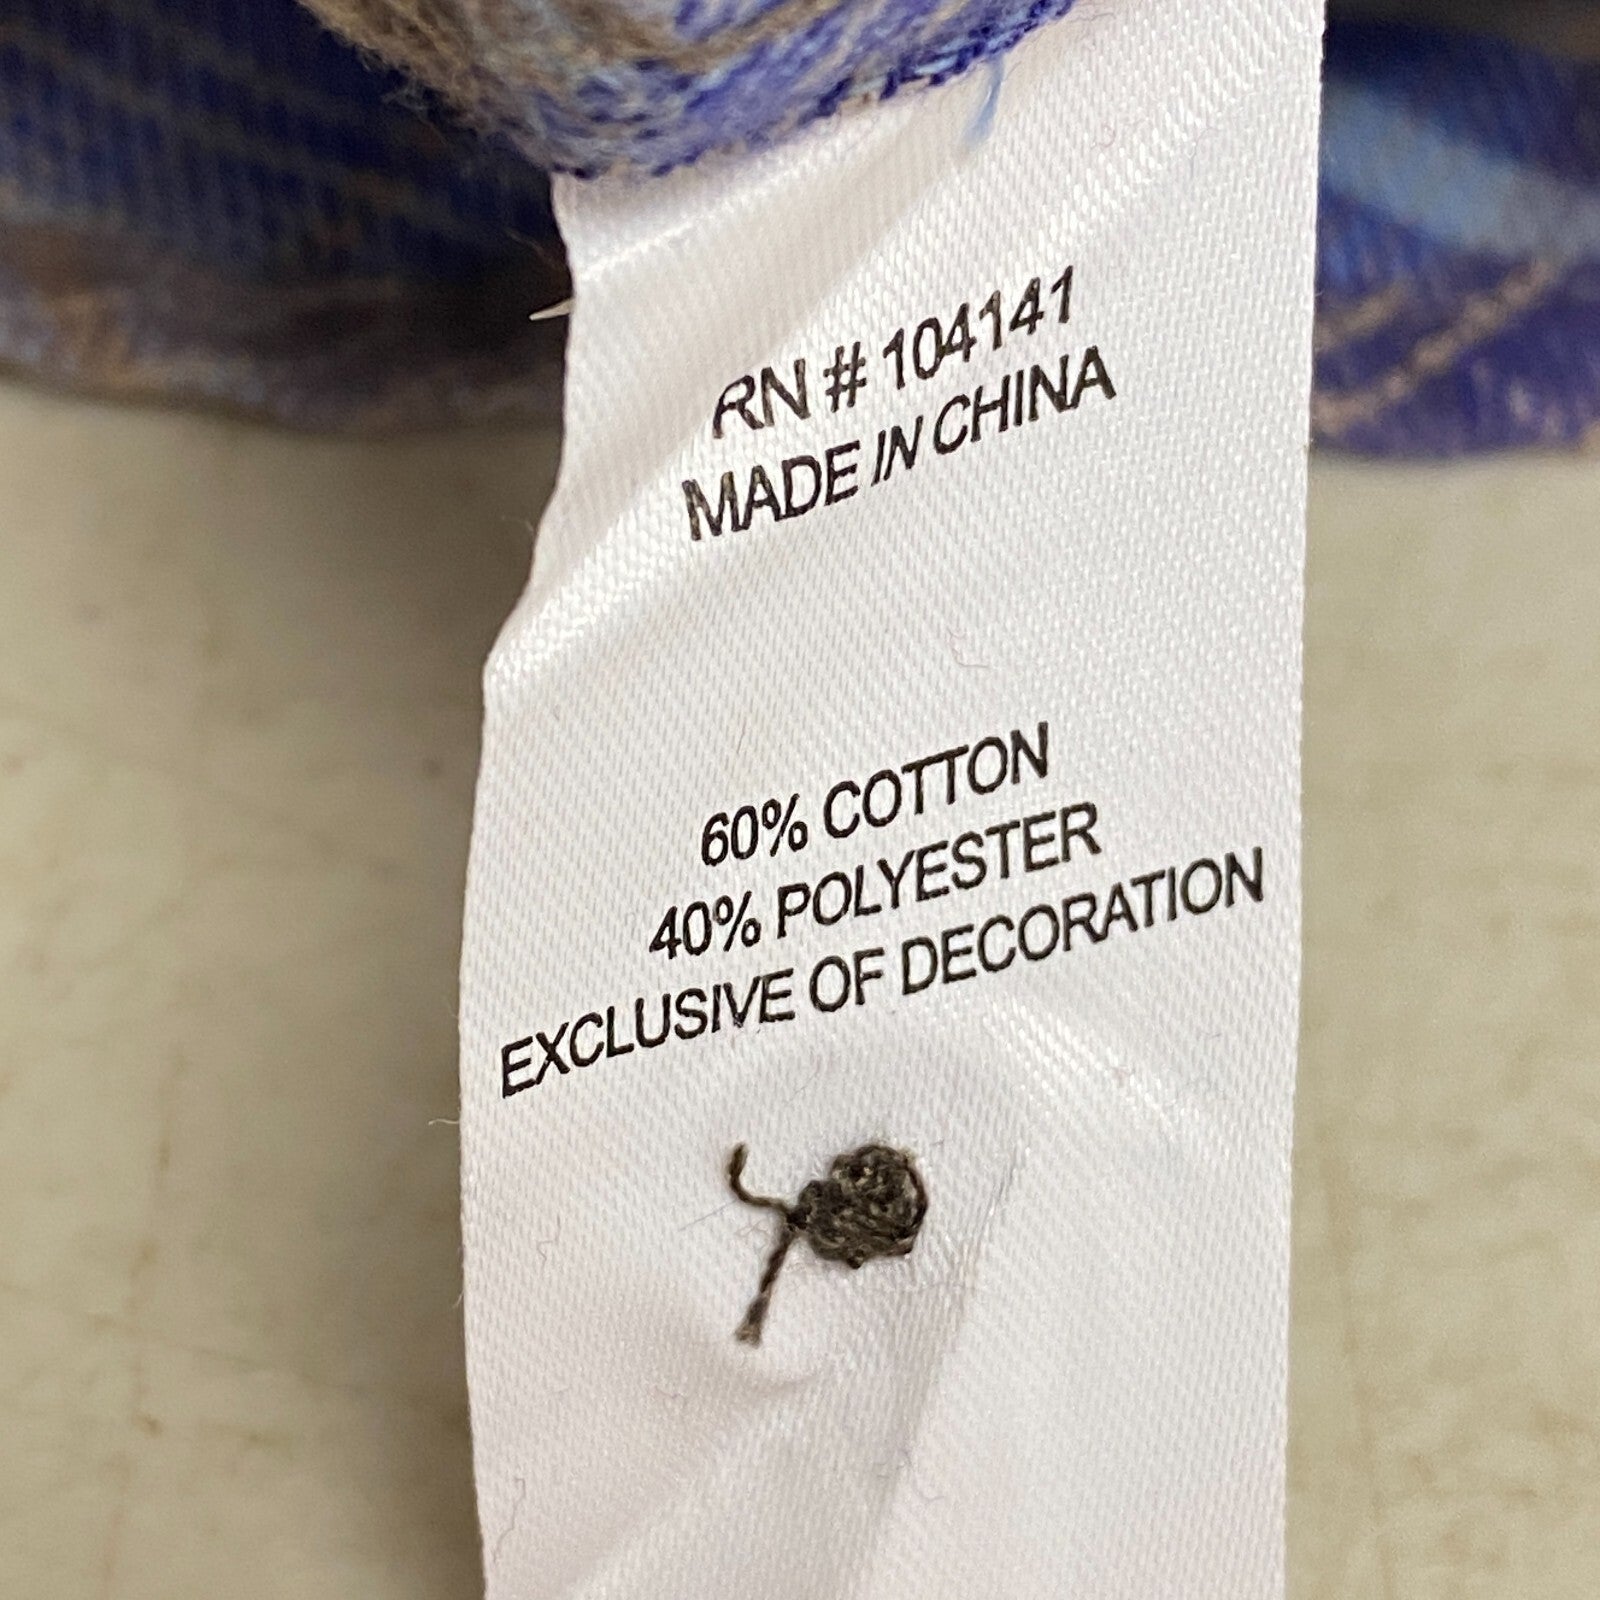 RN # 104141
MADE IN CHINA
60% COTTON
40% POLYESTER
EXCLUSIVE OF DECORATION